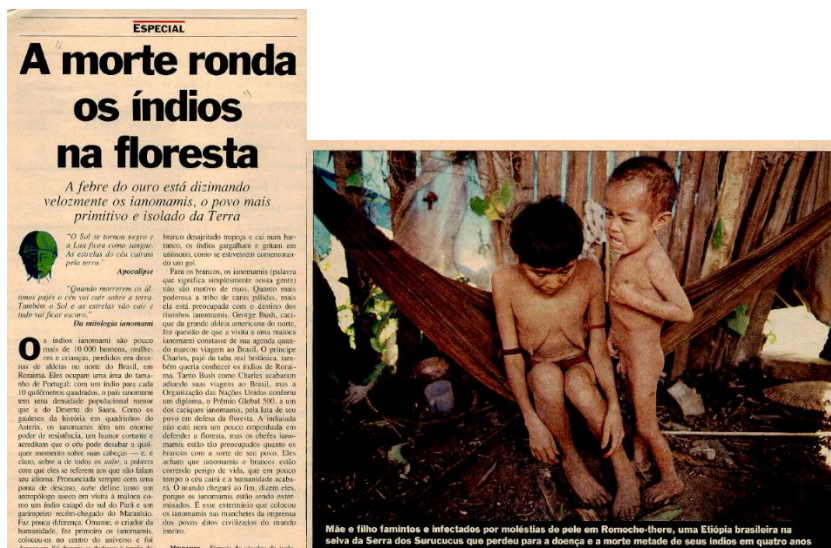 ESPECIAL
A morte ronda
os índios
na floresta
A febre do ouro está dizimando
velozmente os ianomamis, o povo mais
primitivo e isolado da Terra
"O Sol se tornou negro e
a Lua ficou como sangue.
As estrelas do céu caíram
pela terra."
Apocalipse
"Quando morrerem os úl-
timos pajés o céu vai cair sobre a terra.
Também o Sol e as estrelas vão cair e
tudo vai ficar escuro."
Da mitologia ianomami
Os índios ianomami são pouco
mais de 10 000 homens, mulhe-
res e crianças, perdidos em deze-
nas de aldeias no norte do Brasil, em
Roraima. Eles ocupam uma área do tama-
nho de Portugal: com um índio para cada
10 quilômetros quadrados, o país ianomami
tem uma densidade populacional menor
que a do Deserto do Saara. Como os
gauleses da história em quadrinhos do
Asterix, os ianomamis têm um enorme
poder de resistência, um humor cortante e
acreditam que o céu pode desabar a qual-
quer momento sobre suas cabeças — e, é
claro, sobre a de todos os nabe, a palavra
com que eles se referem aos que não falam
seu idioma. Pronunciada sempre com uma
ponta de descaso, nabe define tanto um
antropólogo sueco em visita à maloca co-
mo um índio caiapó do sul do Pará e um
garimpeiro recém-chegado do Maranhão.
Faz pouca diferença. Omame, o criador da
humanidade, fez primeiro os ianomamis,
colocou-os no centro do universo e foi
branco desajeitado tropeça e cai num bar-
ranco, os índios gargalham e gritam em
uníssono, como se estivessem comemoran-
do um gol.
Para os brancos, os ianomamis (palavra
que significa simplesmente nossa gente)
não são motivo de risos. Quanto mais
poderosa a tribo de caras pálidas, mais
ela está preocupada com o destino dos
risonhos ianomamis. George Bush, caci-
que da grande aldeia americana do norte,
fez questão de que a visita a uma maloca
ianomami constasse de sua agenda quan-
do marcou viagem ao Brasil. O príncipe
Charles, pajé da taba real britânica, tam-
bém queria conhecer os índios de Rorai-
ma. Tanto Bush como Charles acabaram
adiando suas viagens ao Brasil, mas a
Organização das Nações Unidas conferiu
um diploma, o Prêmio Global 500, a um
dos caciques ianomamis, pela luta de seu
povo em defesa da floresta. A indiaiada
não está nem um pouco empenhada em
defender a floresta, mas os chefes iano-
mamis estão tão preocupados quanto os
brancos com a sorte de seu povo. Eles
acham que ianomamis e brancos estão
correndo perigo de vida, que em pouco
tempo o céu cairá e a humanidade acaba-
rá. O mundo chegará ao fim, dizem eles,
porque os ianomamis estão sendo exter-
minados. É esse extermínio que colocou
os ianomamis nas manchetes da imprensa
dos povos ditos civilizados do mundo
inteiro.
Mãe e filho famintos e infectados por moléstias de pele em Romoche-there, uma Etiópia brasileira na
selva da Serra dos Surucucus que perdeu para a doença e a morte metade de seus índios em quatro anos